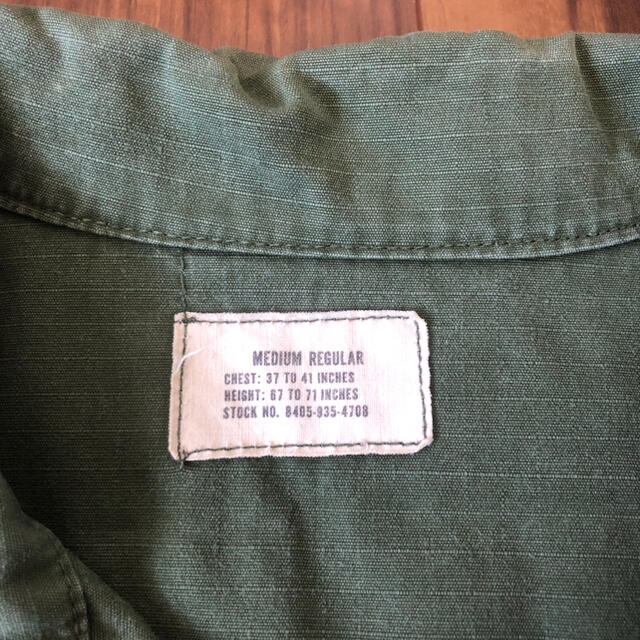 MEDIUM REGULAR
CHEST: 37 TO 41 INCHES
HEIGHT: 67 TO 71 INCHES
STOCK NO. 8405-935-4708